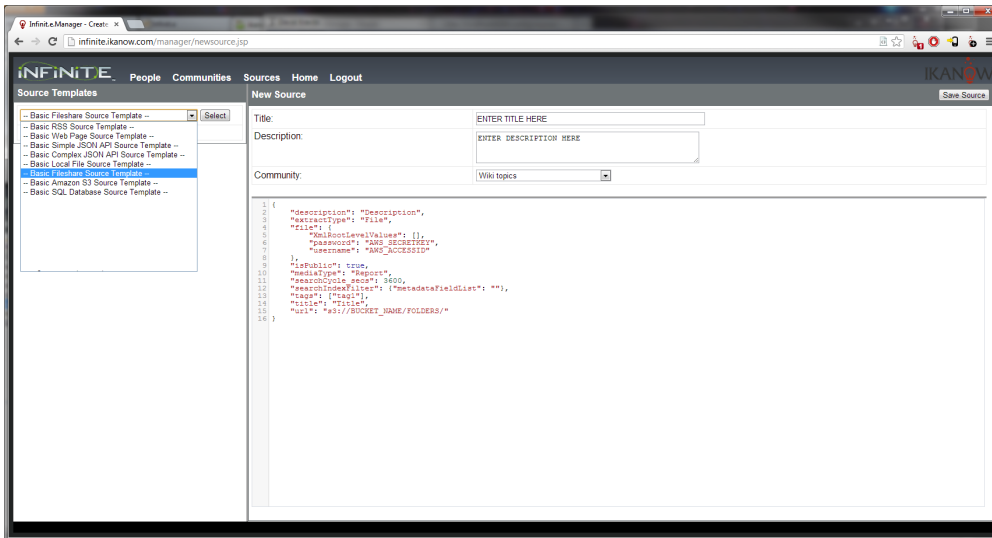 Infinit.e.Manager - Create
infinite.ikanow.com/manager/newsource.jsp
iNFiNiT.E
People Communities Sources Home Logout
IKANOW
Source Templates
New Source
Save Source
-- Basic Fileshare Source Template --
Select
-- Basic RSS Source Template --
-- Basic Web Page Source Template --
-- Basic Simple JSON API Source Template --
-- Basic Complex JSON API Source Template --
-- Basic Local File Source Template --
-- Basic Fileshare Source Template --
-- Basic Amazon S3 Source Template --
-- Basic SQL Database Source Template --
Title:
ENTER TITLE HERE
Description:
ENTER DESCRIPTION HERE
Community:
Wiki topics
1 {
2 "description": "Description",
3 "extractType": "File",
4 "file": {
5 "XmlRootLevelValues": [],
6 "password": "AWS_SECRETKEY",
7 "username": "AWS_ACCESSID"
8 },
9 "isPublic": true,
10 "mediaType": "Report",
11 "searchCycle_secs": 3600,
12 "searchIndexFilter": {"metadataFieldList": ""},
13 "tags": ["tag1"],
14 "title": "Title",
15 "url": "s3://BUCKET_NAME/FOLDERS/"
16 }